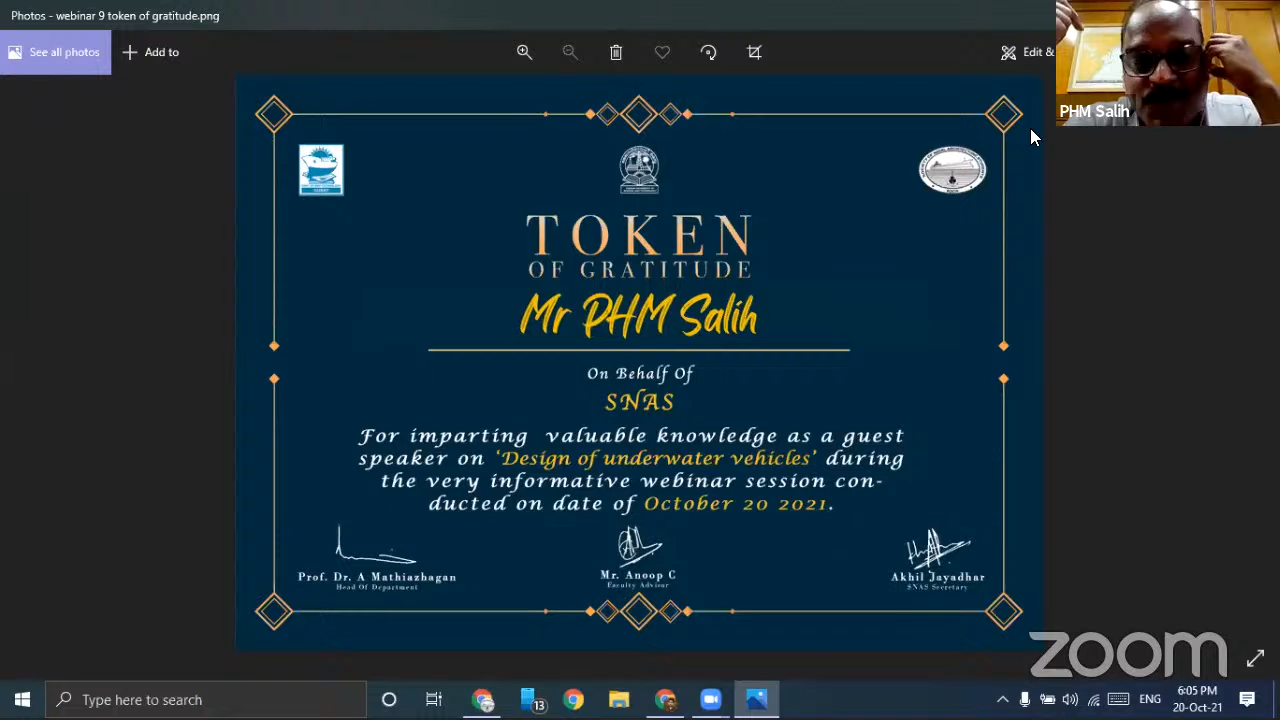 Photos - webinar 9 token of gratitude.png
See all photos
Add to
Edit &
PHM Salih
TOKEN
OF GRATITUDE
Mr PHM Salih
On Behalf Of
SNAS
For imparting valuable knowledge as a guest
speaker on ‘Design of underwater vehicles’ during
the very informative webinar session con-
ducted on date of October 20 2021.
Prof. Dr. A Mathiazhagan
Head Of Department
Mr. Anoop C
Faculty Advisor
Akhil Jayadhar
SNAS Secretary
zoom
Type here to search
13
ENG
6:05 PM
20-Oct-21